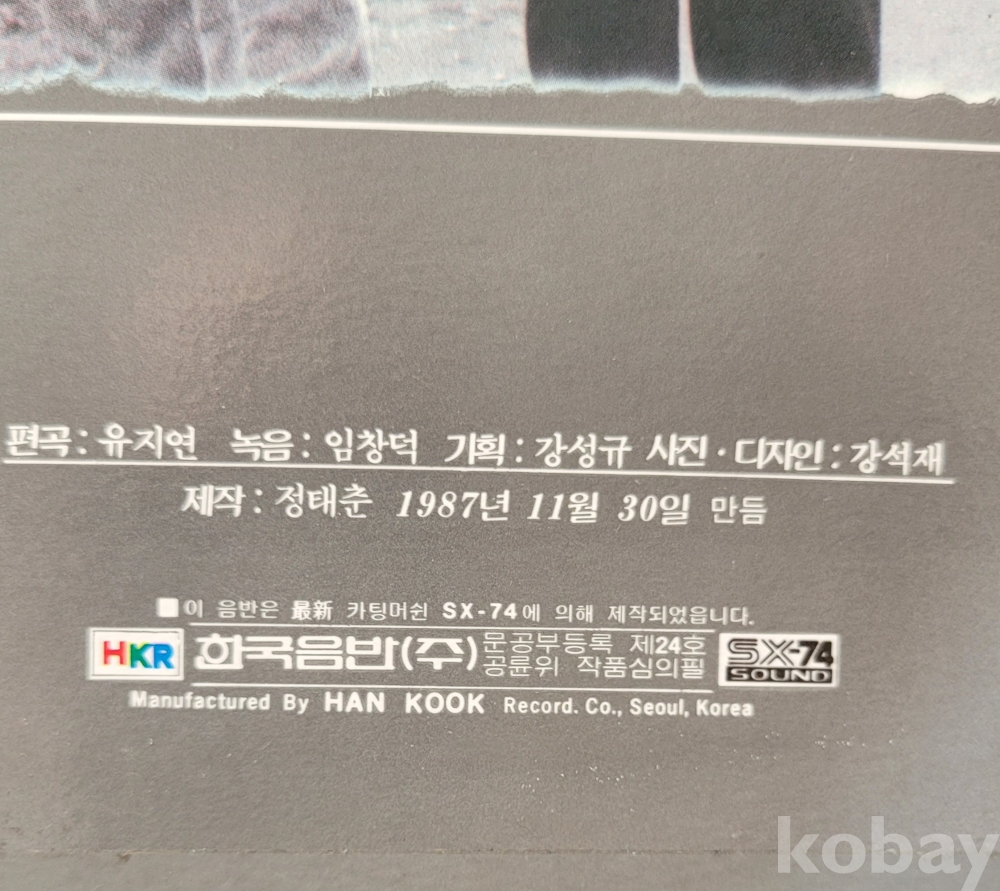 편곡 : 유지연 녹음 : 임창덕 기획 : 강성규 사진 · 디자인 : 강석재
제작 : 정태춘 1987년 11월 30일 만듬
■이 음반은 最新 카팅머쉰 SX-74에 의해 제작되었읍니다.
HKR 한국음반(주) 문공부등록 제24호
공륜위 작품심의필
SX-74
SOUND
Manufactured By HAN KOOK Record. Co., Seoul, Korea
kobay